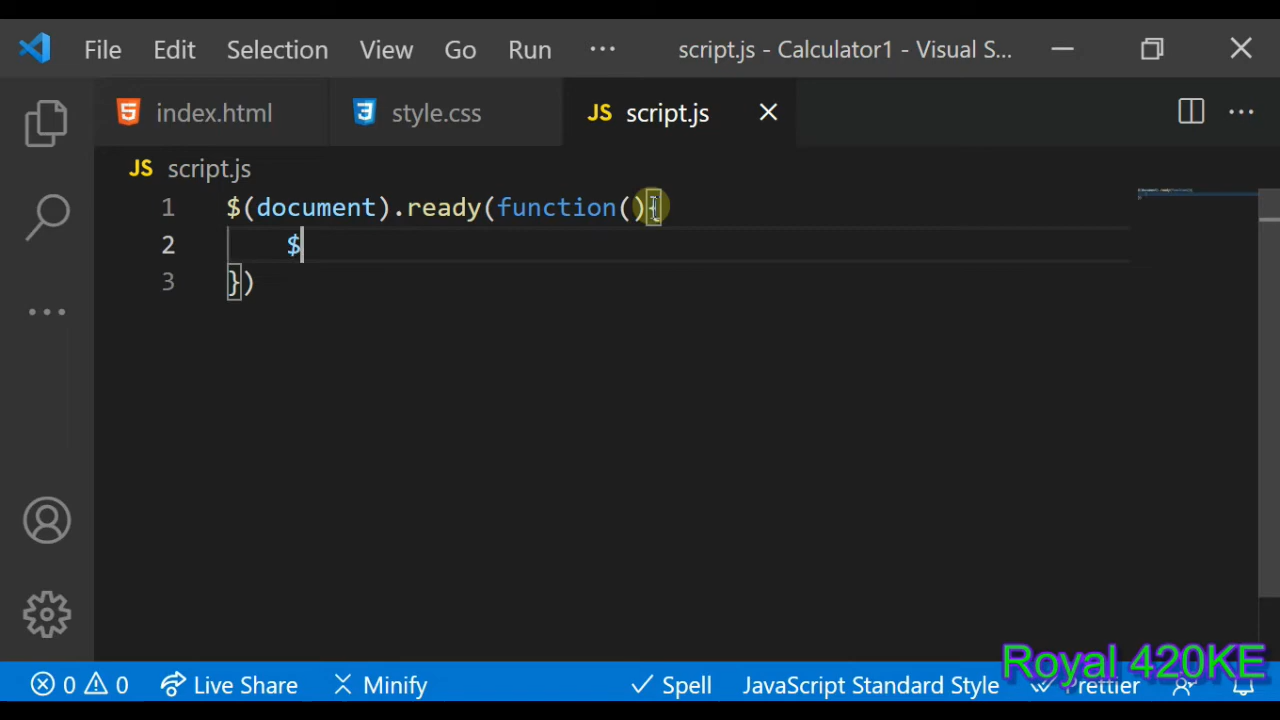 File Edit Selection View Go Run ··· script.js - Calculator1 - Visual S...
index.html style.css JS script.js
JS script.js
1 $(document).ready(function(){
2 $
3 })
0 0 Live Share Minify Spell JavaScript Standard Style Prettier
Royal 420KE